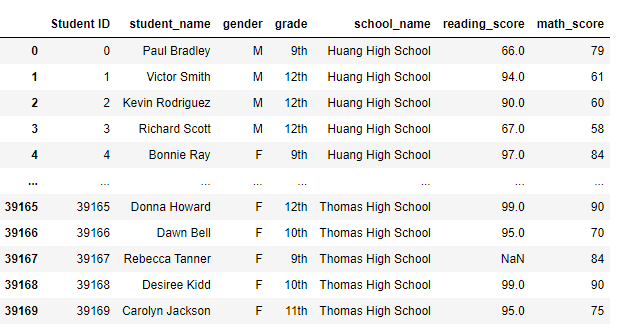 Student ID student_name gender grade school_name reading_score math_score
0 0 Paul Bradley M 9th Huang High School 66.0 79
1 1 Victor Smith M 12th Huang High School 94.0 61
2 2 Kevin Rodriguez M 12th Huang High School 90.0 60
3 3 Richard Scott M 12th Huang High School 67.0 58
4 4 Bonnie Ray F 9th Huang High School 97.0 84
... ... ... ... ... ... ... ...
39165 39165 Donna Howard F 12th Thomas High School 99.0 90
39166 39166 Dawn Bell F 10th Thomas High School 95.0 70
39167 39167 Rebecca Tanner F 9th Thomas High School NaN 84
39168 39168 Desiree Kidd F 10th Thomas High School 99.0 90
39169 39169 Carolyn Jackson F 11th Thomas High School 95.0 75